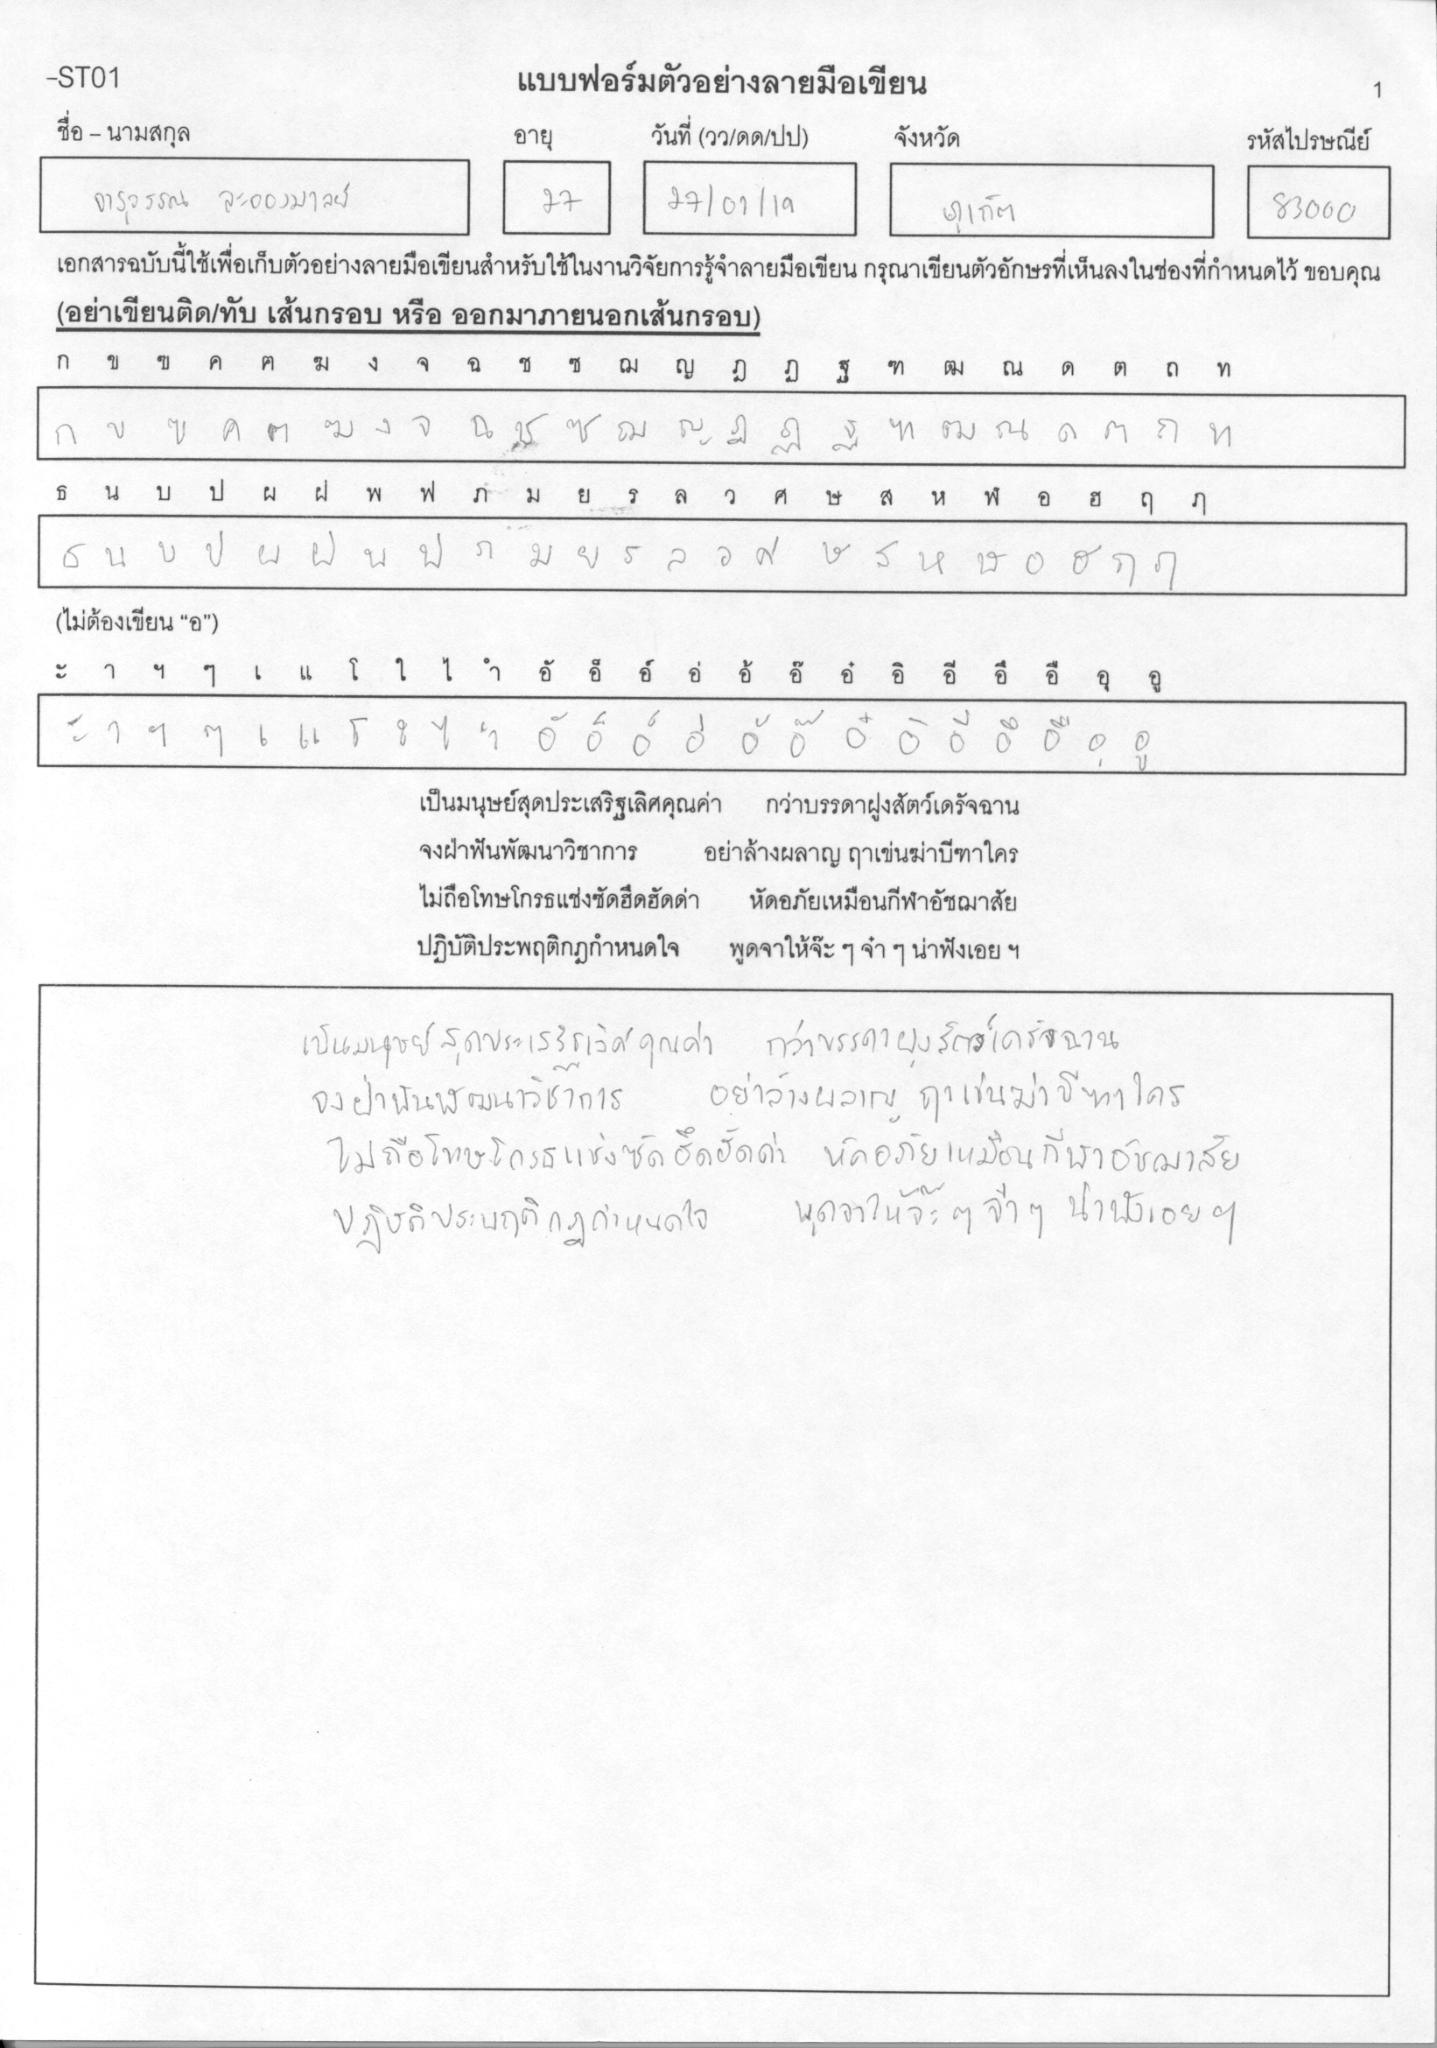 -ST01 แบบฟอร์มตัวอย่างลายมือเขียน 1
ชื่อ – นามสกุล อายุ วันที่ (วว/ดด/ปป) จังหวัด รหัสไปรษณีย์
จารุวรรณ ละอองมาลย์ 27 27/01/19 ภูเก็ต 83000
เอกสารฉบับนี้ใช้เพื่อเก็บตัวอย่างลายมือเขียนสำหรับใช้ในงานวิจัยการรู้จำลายมือเขียน กรุณาเขียนตัวอักษรที่เห็นลงในช่องที่กำหนดไว้ ขอบคุณ
(อย่าเขียนติด/ทับ เส้นกรอบ หรือ ออกมาภายนอกเส้นกรอบ)
ก ข ฃ ค ฅ ฆ ง จ ฉ ช ซ ฌ ญ ฎ ฏ ฐ ฑ ฒ ณ ด ต ถ ท
ก ข ฃ ค ฅ ฆ ง จ ฉ ช ซ ฌ ญ ฎ ฏ ฐ ฑ ฒ ณ ด ต ถ ท
ธ น บ ป ผ ฝ พ ฟ ภ ม ย ร ล ว ศ ษ ส ห ฬ อ ฮ ฤ ฦ
ธ น บ ป ผ ฝ พ ฟ ภ ม ย ร ล ว ศ ษ ส ห ฬ อ ฮ ฤ ฦ
(ไม่ต้องเขียน “อ”)
ะ า ฯ ๆ เ แ โ ใ ไ ำ อั อ็ อ์ อ่ อ้ อ๊ อ๋ อิ อี อึ อื อุ อู
ะ า ฯ ๆ เ แ โ ใ ไ ำ อั อ็ อ์ อ่ อ้ อ๊ อ๋ อิ อี อึ อื อุ อู
เป็นมนุษย์สุดประเสริฐเลิศคุณค่า กว่าบรรดาฝูงสัตว์เดรัจฉาน
จงฝ่าฟันพัฒนาวิชาการ อย่าล้างผลาญ ฤาเข่นฆ่าบีฑาใคร
ไม่ถือโทษโกรธแช่งซัดฮึดฮัดด่า หัดอภัยเหมือนกีฬาอัชฌาสัย
ปฏิบัติประพฤติกฎกำหนดใจ พูดจาให้จ๊ะ ๆ จ๋า ๆ น่าฟังเอย ฯ
เป็นมนุษย์สุดประเสริฐเลิศคุณค่า กว่าบรรดาฝูงสัตว์เดรัจฉาน
จงฝ่าฟันพัฒนาวิชาการ อย่าล้างผลาญ ฤาเข่นฆ่าบีฑาใคร
ไม่ถือโทษโกรธแช่งซัดฮึดฮัดด่า หัดอภัยเหมือนกีฬาอัชฌาสัย
ปฏิบัติประพฤติกฎกำหนดใจ พูดจาให้จ๊ะ ๆ จ๋า ๆ น่าฟังเอย ฯ